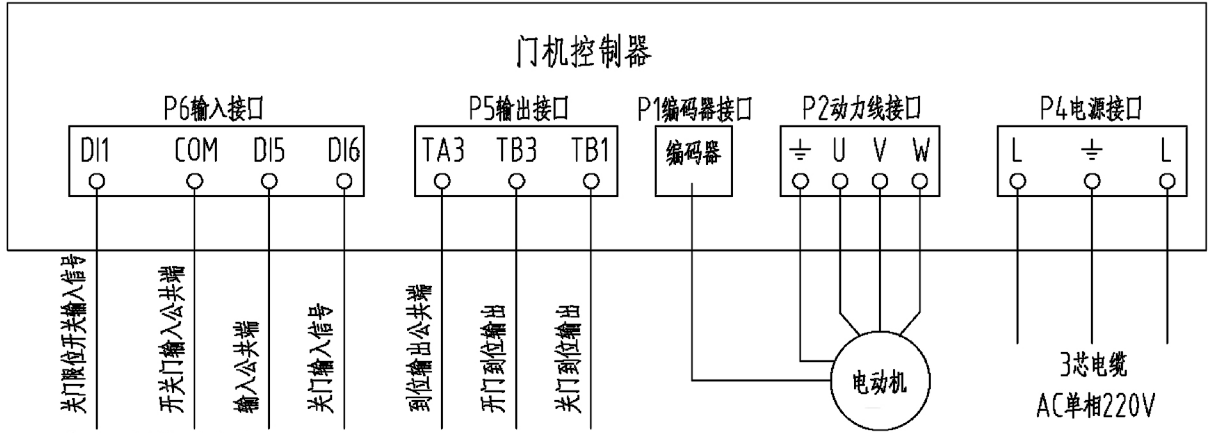 门机控制器
P6输入接口
P5输出接口
P1编码器接口
P2动力线接口
P4电源接口
DI1 COM DI5 DI6
TA3 TB3 TB1
编码器
U V W
L L
关门限位开关输入信号
开关门输入公共端
输入公共端
关门输入信号
到位输出公共端
开门到位输出
关门到位输出
电动机
3芯电缆
AC单相220V